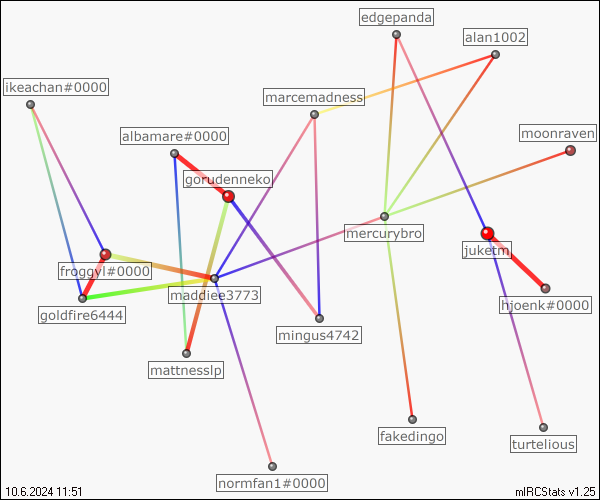 edgepanda
alan1002
ikeachan#0000
marcemadness
albamare#0000
moonraven
gorudenneko
mercurybro
juketm
froggyl#0000
maddiee3773
hjoenk#0000
goldfire6444
mingus4742
mattnesslp
fakedingo
turtelious
normfan1#0000
10.6.2024 11:51
mIRCStats v1.25